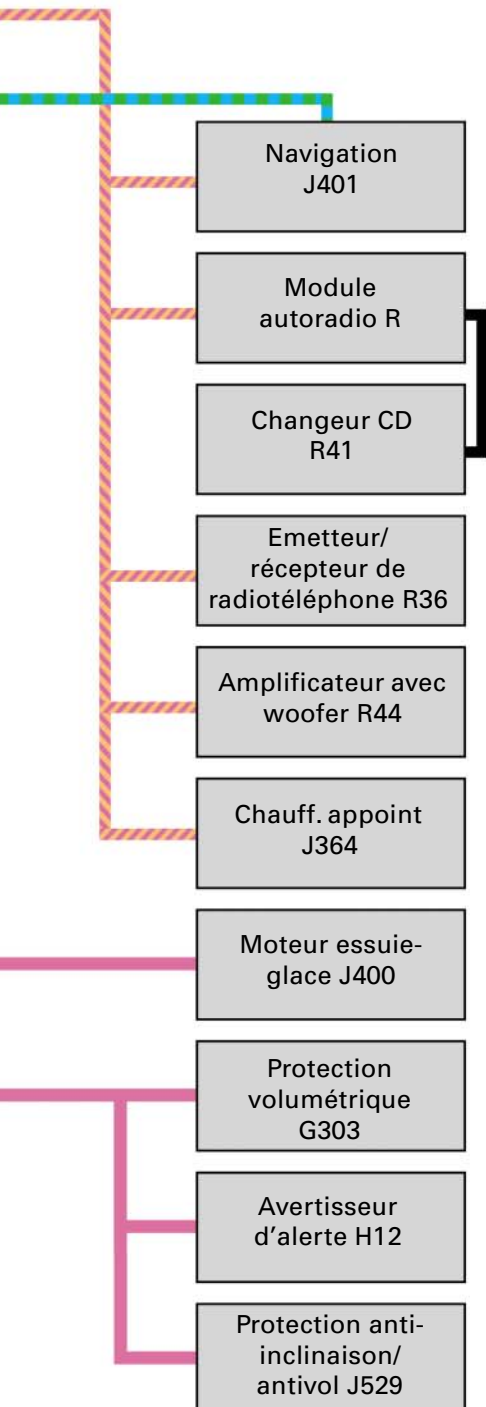 Navigation
J401
Module
autoradio R
Changeur CD
R41
Emetteur/
récepteur de
radiotéléphone R36
Amplificateur avec
woofer R44
Chauff. appoint
J364
Moteur essuie-
glace J400
Protection
volumétrique
G303
Avertisseur
d’alerte H12
Protection anti-
inclinaison/
antivol J529